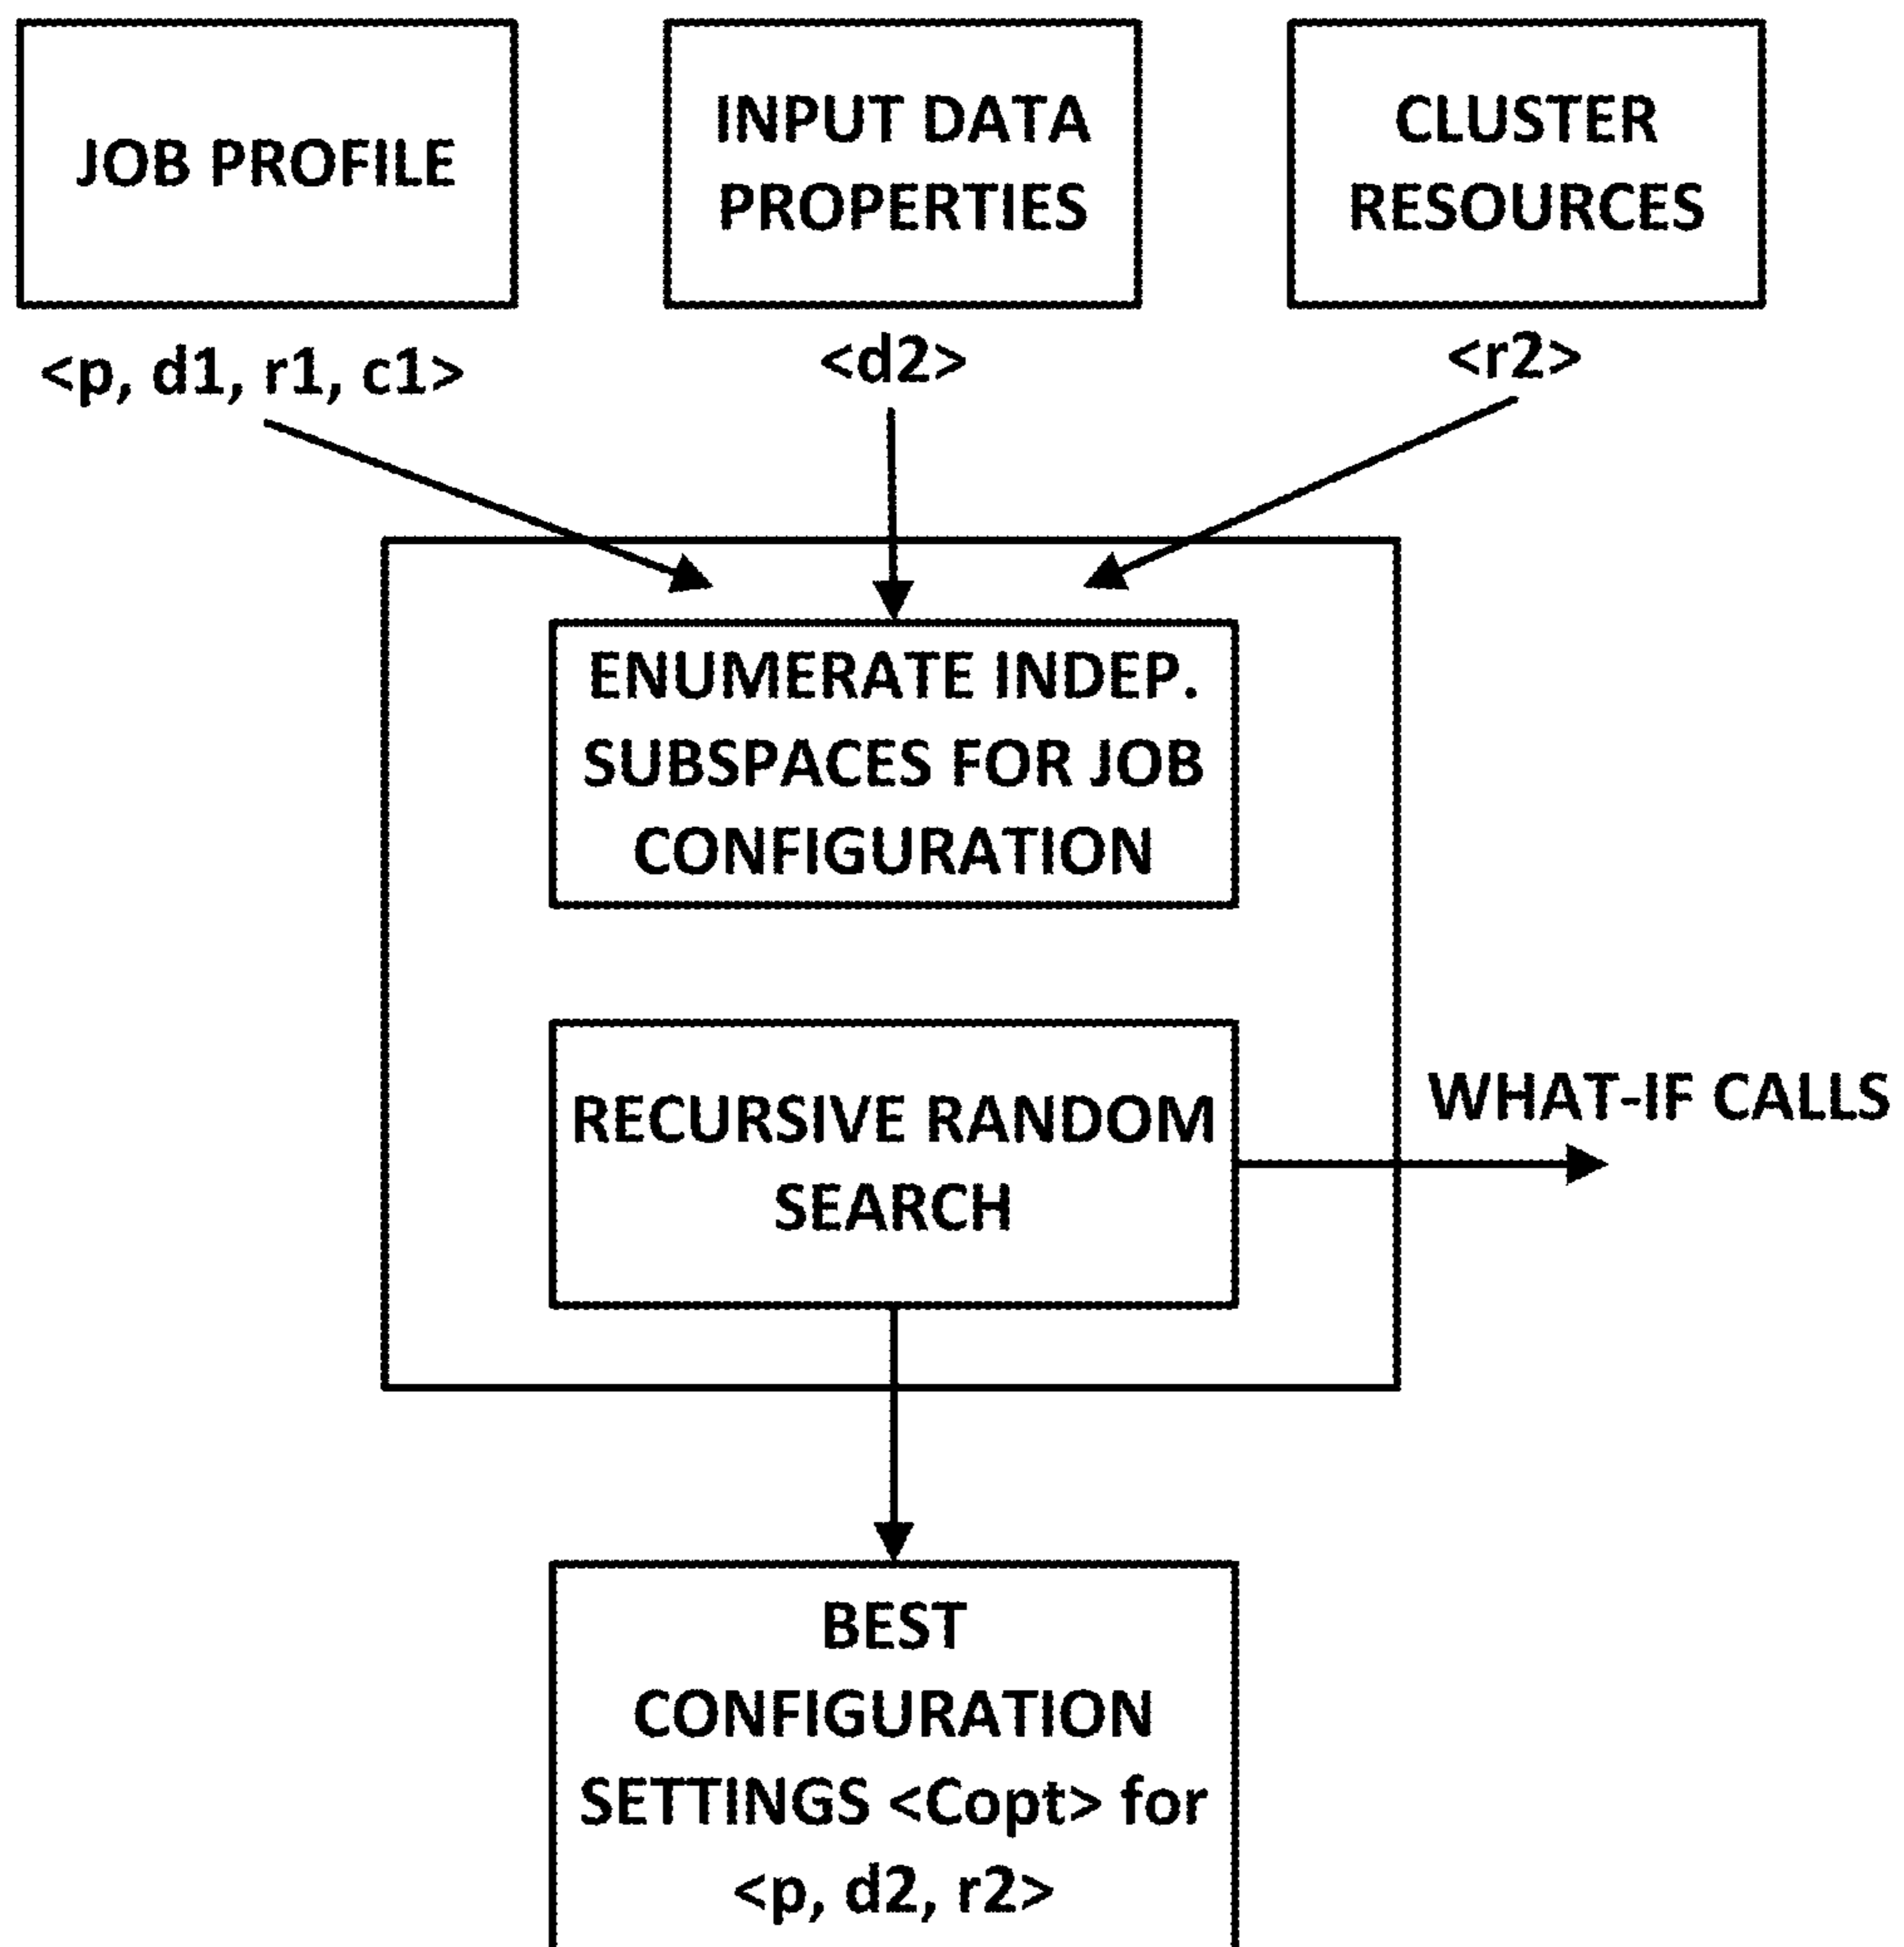 JOB PROFILE
INPUT DATA
PROPERTIES
CLUSTER
RESOURCES
<p, d1, r1, c1>
<d2>
<r2>
ENUMERATE INDEP.
SUBSPACES FOR JOB
CONFIGURATION
RECURSIVE RANDOM
SEARCH
WHAT-IF CALLS
BEST
CONFIGURATION
SETTINGS <Copt> for
<p, d2, r2>